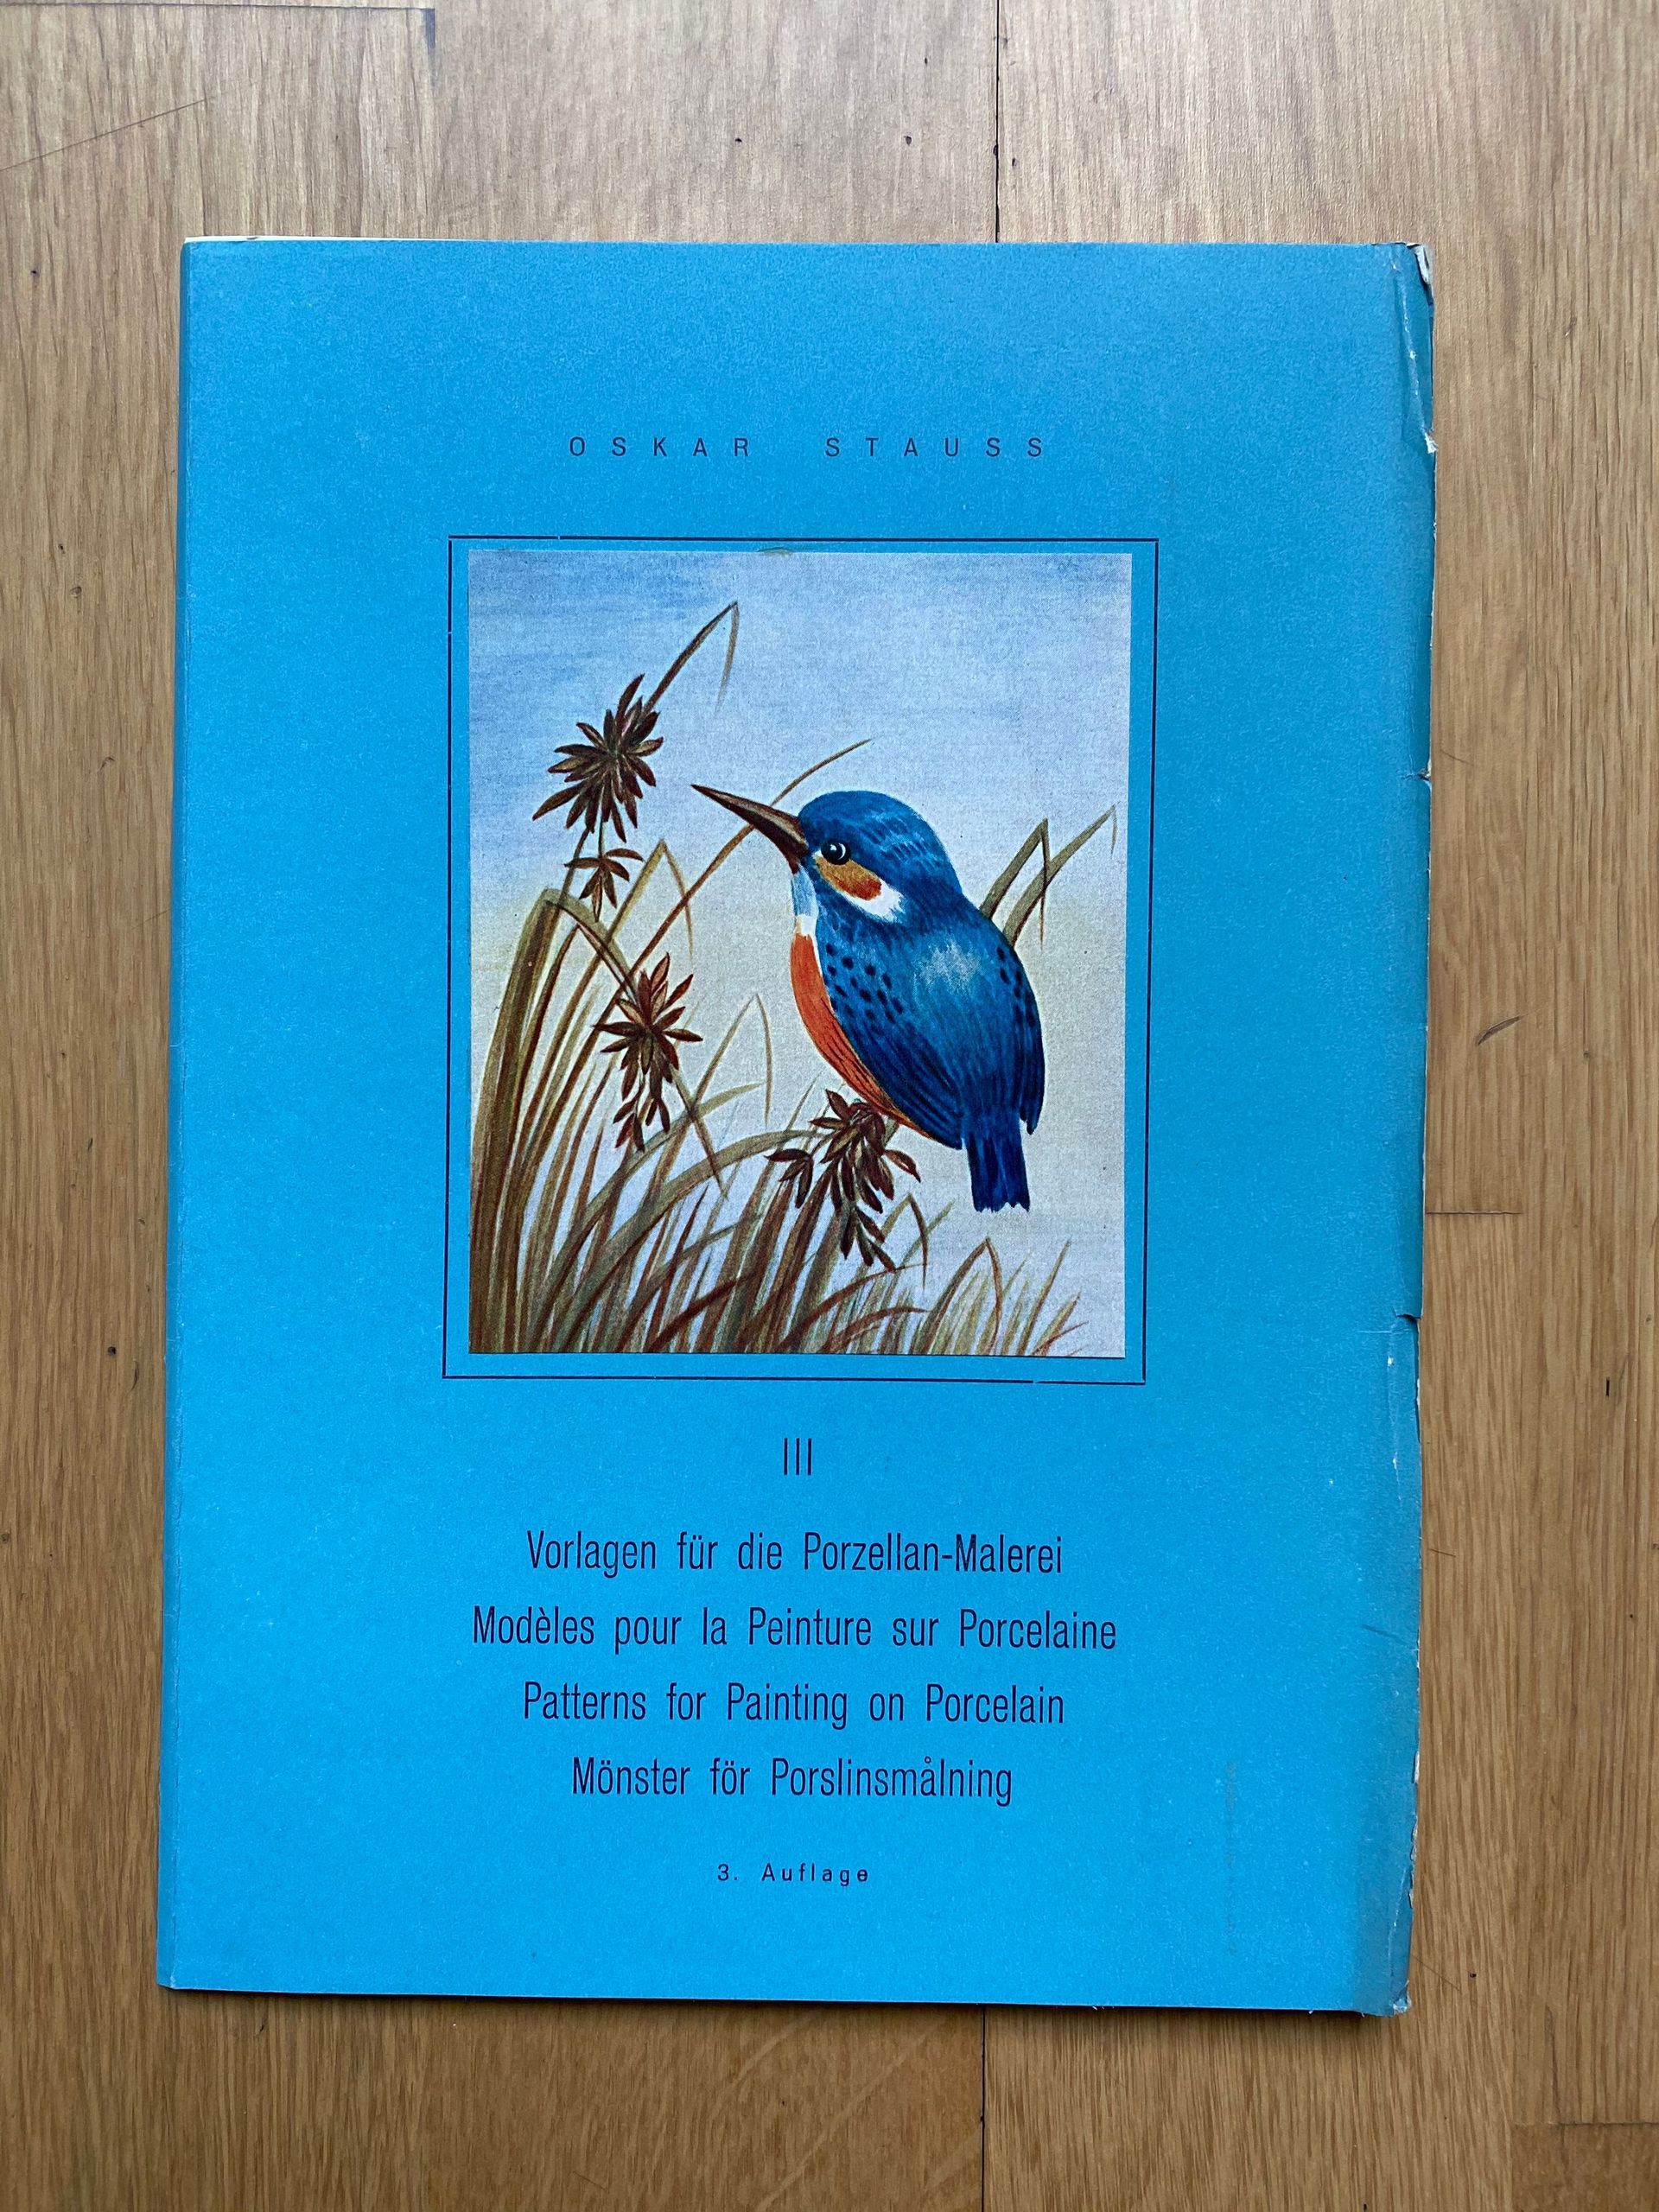 OSKAR STAUSS
III
Vorlagen für die Porzellan-Malerei
Modèles pour la Peinture sur Porcelaine
Patterns for Painting on Porcelain
Mönster för Porslinsmålning
3. Auflage